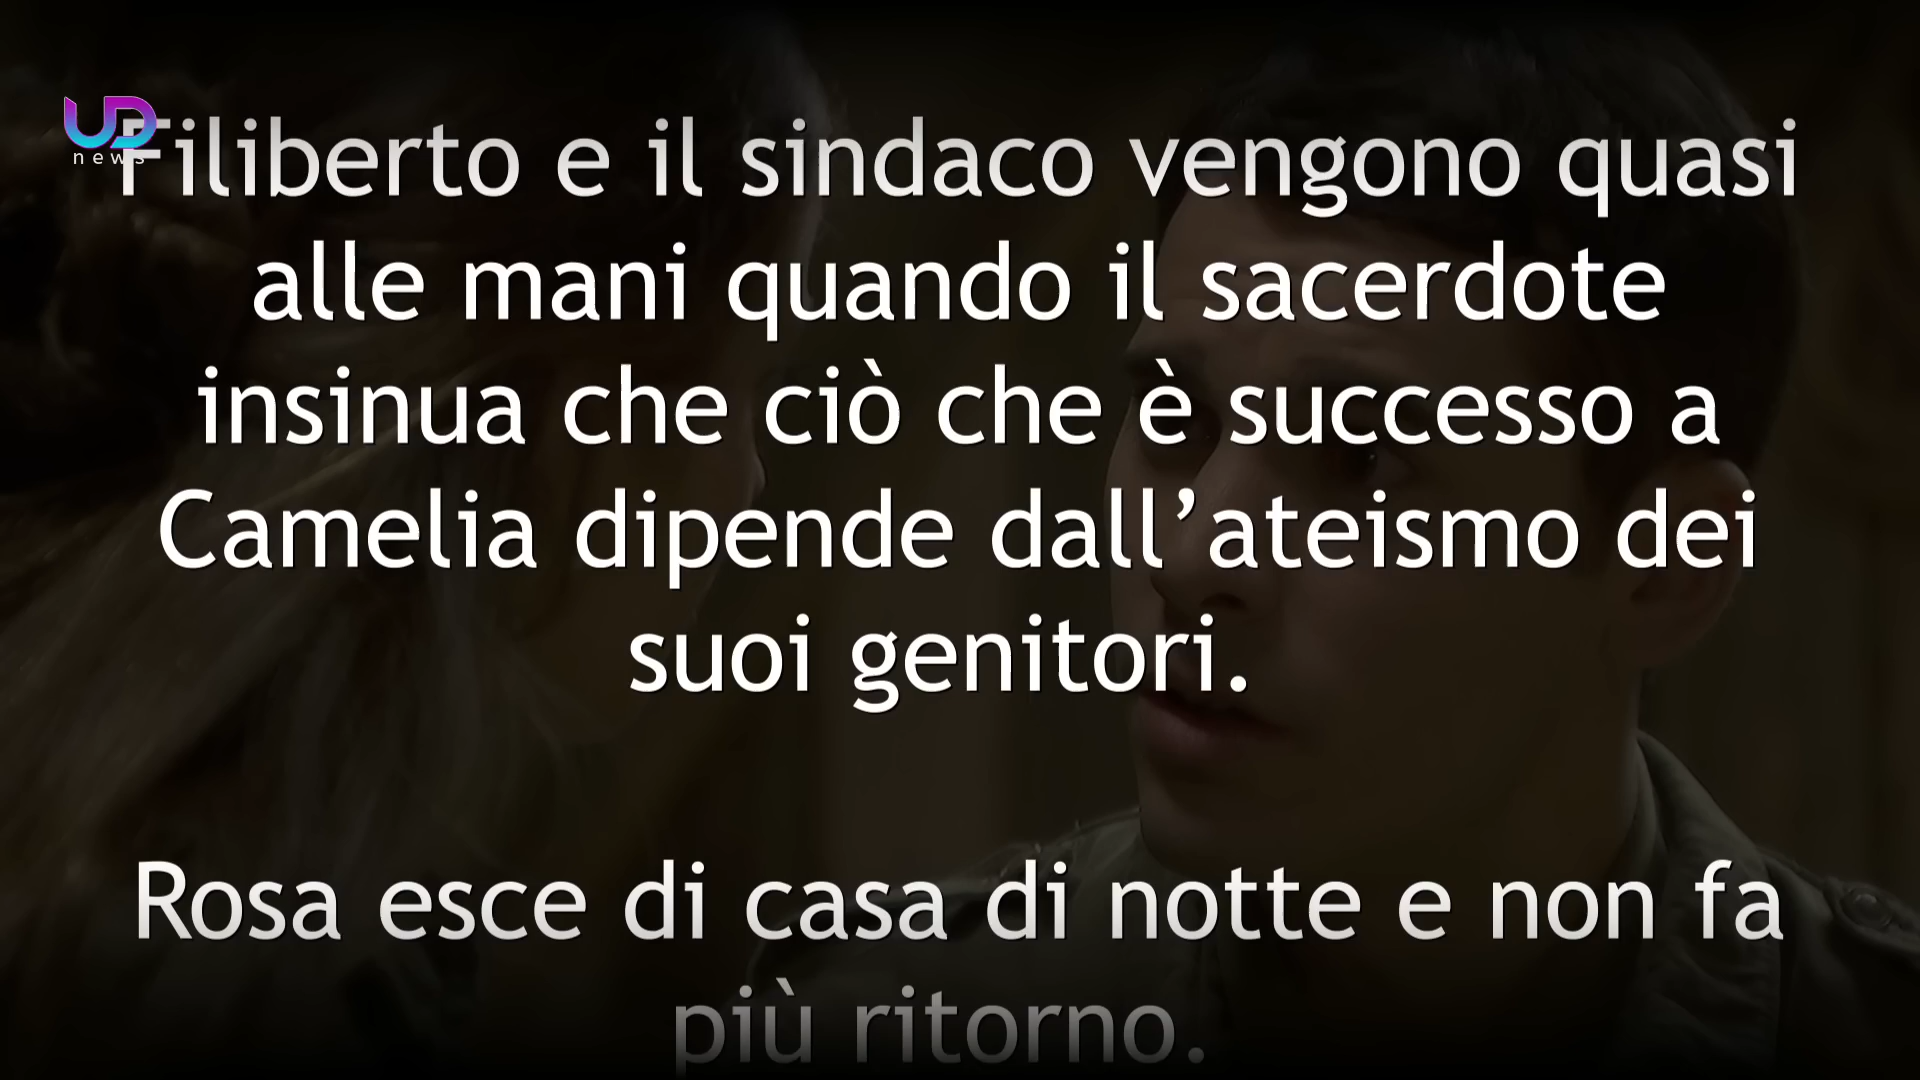 UD
news
Filiberto e il sindaco vengono quasi
alle mani quando il sacerdote
insinua che ciò che è successo a
Camelia dipende dall’ateismo dei
suoi genitori.
Rosa esce di casa di notte e non fa
più ritorno.